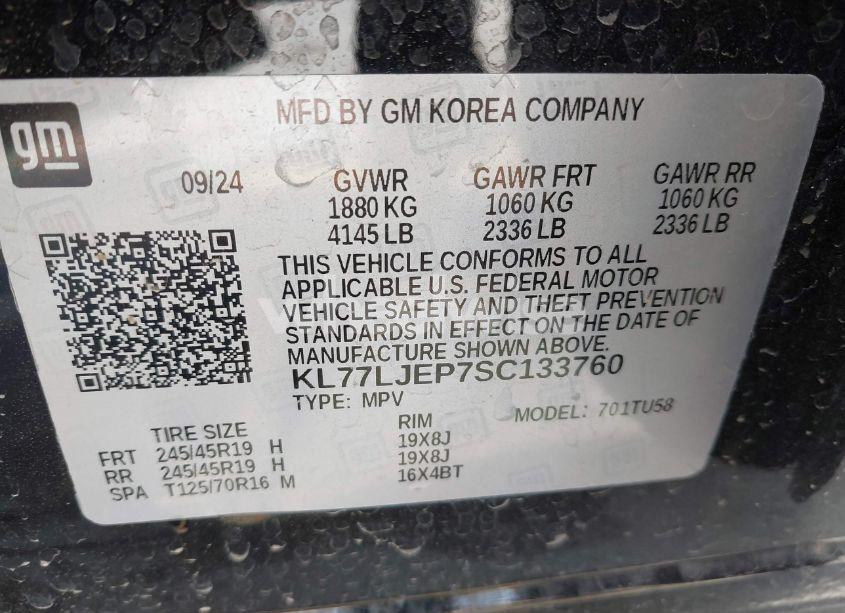 gm
MFD BY GM KOREA COMPANY
09/24 GVWR GAWR FRT GAWR RR
1880 KG 1060 KG 1060 KG
4145 LB 2336 LB 2336 LB
THIS VEHICLE CONFORMS TO ALL
APPLICABLE U.S. FEDERAL MOTOR
VEHICLE SAFETY AND THEFT PREVENTION
STANDARDS IN EFFECT ON THE DATE OF
MANUFACTURE SHOWN ABOVE.
KL77LJEP7SC133760
TYPE: MPV MODEL: 701TU58
TIRE SIZE RIM
FRT 245/45R19 H 19X8J
RR 245/45R19 H 19X8J
SPA T125/70R16 M 16X4BT